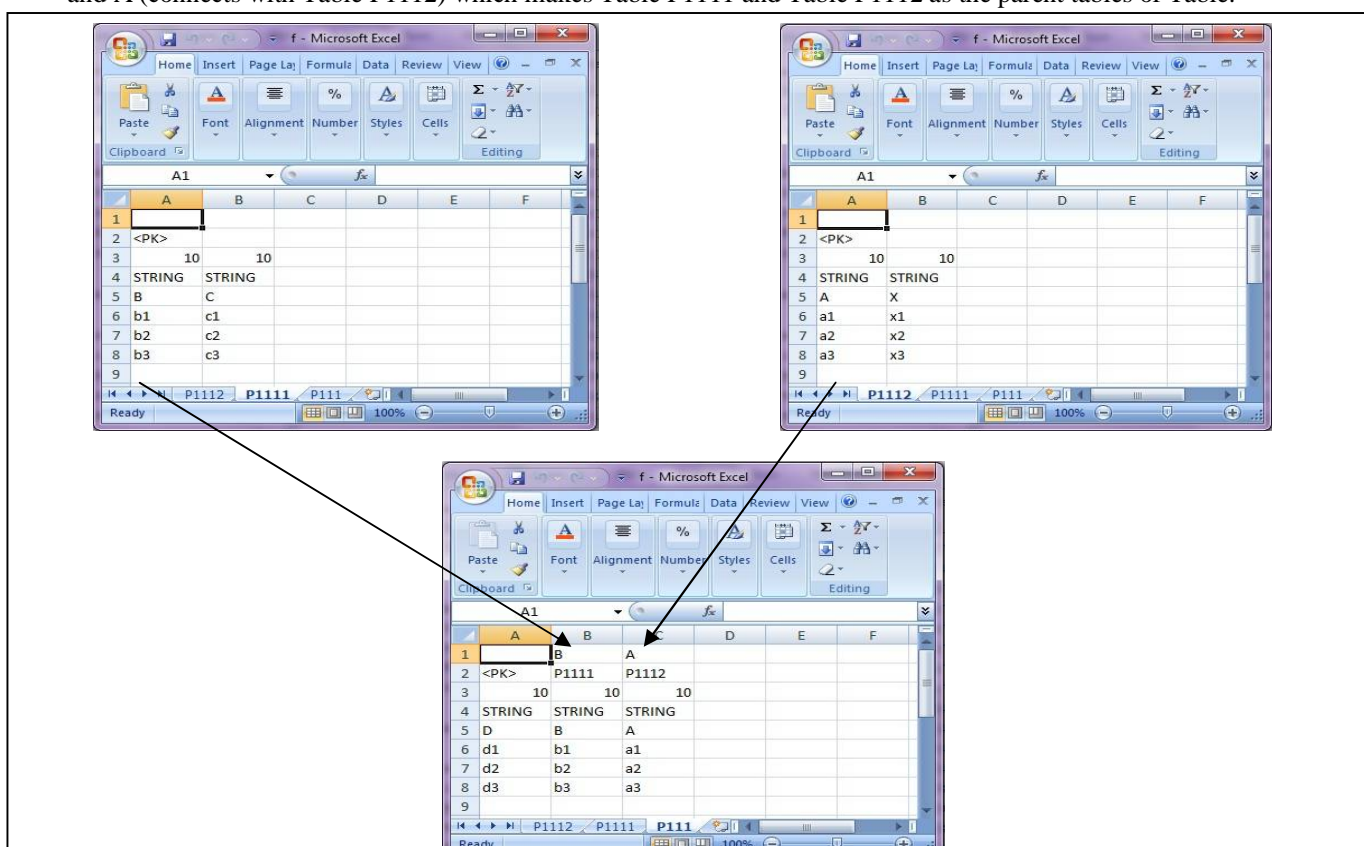 and A (connects with Table P1112) which makes Table P1111 and Table P1112 as the parent tables of Table.
f - Microsoft Excel
Home Insert Page Lay Formula Data Review View
Paste Font Alignment Number Styles Cells Σ
Clipboard Editing
A1 fx
A B C D E F
1
2 <PK>
3 10 10
4 STRING STRING
5 B C
6 b1 c1
7 b2 c2
8 b3 c3
9
P1112 P1111 P111
Ready 100%
f - Microsoft Excel
Home Insert Page Lay Formula Data Review View
Paste Font Alignment Number Styles Cells Σ
Clipboard Editing
A1 fx
A B C D E F
1
2 <PK>
3 10 10
4 STRING STRING
5 A X
6 a1 x1
7 a2 x2
8 a3 x3
9
P1112 P1111 P111
Ready 100%
f - Microsoft Excel
Home Insert Page Lay Formula Data Review View
Paste Font Alignment Number Styles Cells Σ
Clipboard Editing
A1 fx
A B C D E F
1 B A
2 <PK> P1111 P1112
3 10 10 10
4 STRING STRING STRING
5 D B A
6 d1 b1 a1
7 d2 b2 a2
8 d3 b3 a3
9
P1112 P1111 P111
Ready 100%